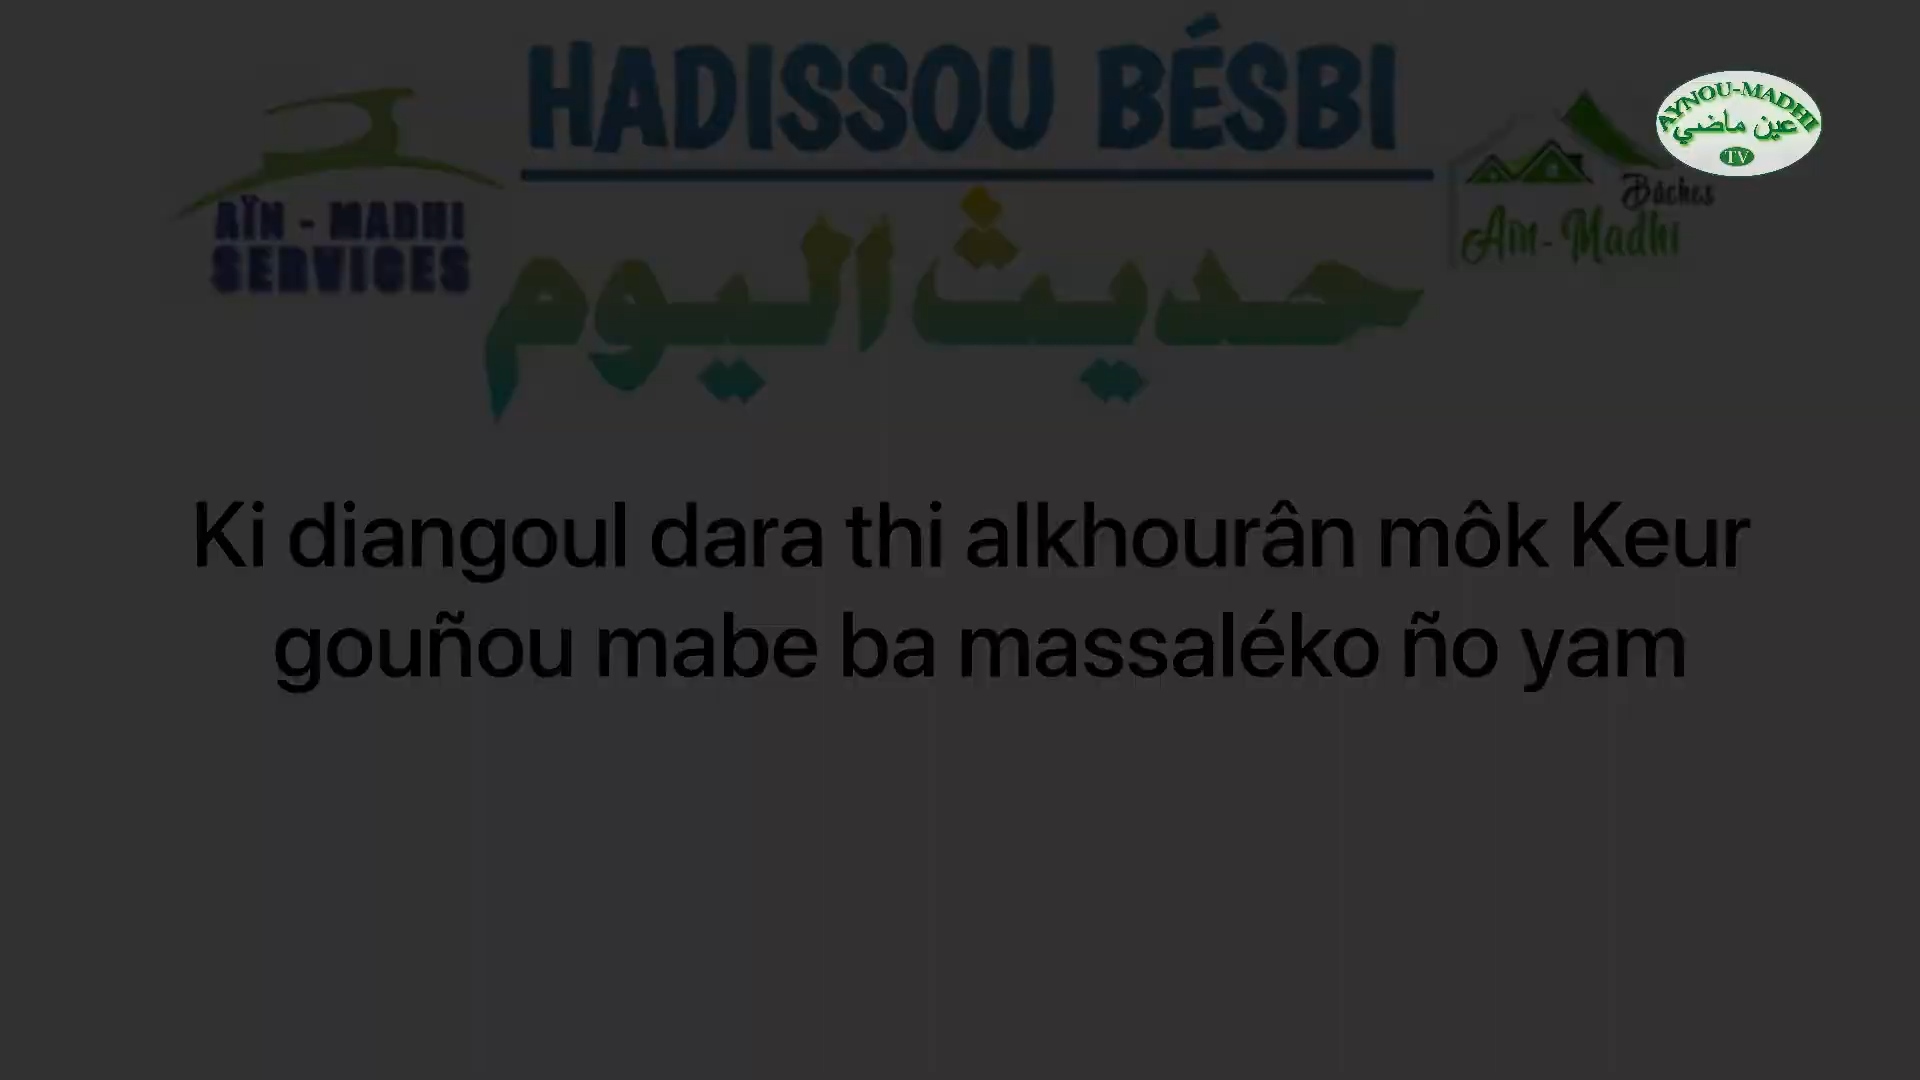 HADISSOU BÉSBI
AYNOU-MADHI
عين ماضي
TV
AÏN - MADHI
SERVICES
حديث اليوم
Bâches
Aïn-Madhi
Ki diangoul dara thi alkhourân môk Keur
gouñou mabe ba massaléko ño yam